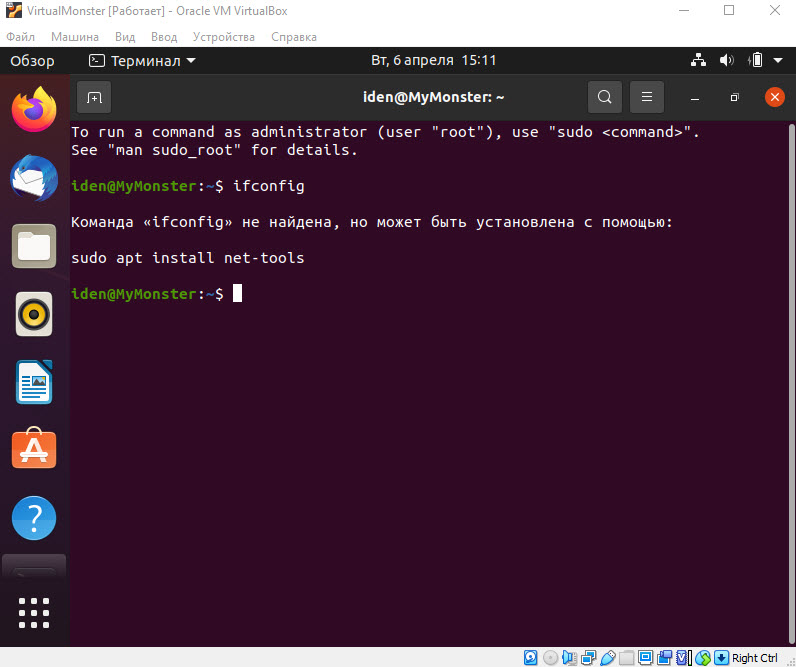 VirtualMonster [Работает] - Oracle VM VirtualBox
Файл Машина Вид Ввод Устройства Справка
Обзор Терминал Вт, 6 апреля 15:11
iden@MyMonster: ~
To run a command as administrator (user "root"), use "sudo <command>".
See "man sudo_root" for details.
iden@MyMonster:~$ ifconfig
Команда «ifconfig» не найдена, но может быть установлена с помощью:
sudo apt install net-tools
iden@MyMonster:~$
Right Ctrl